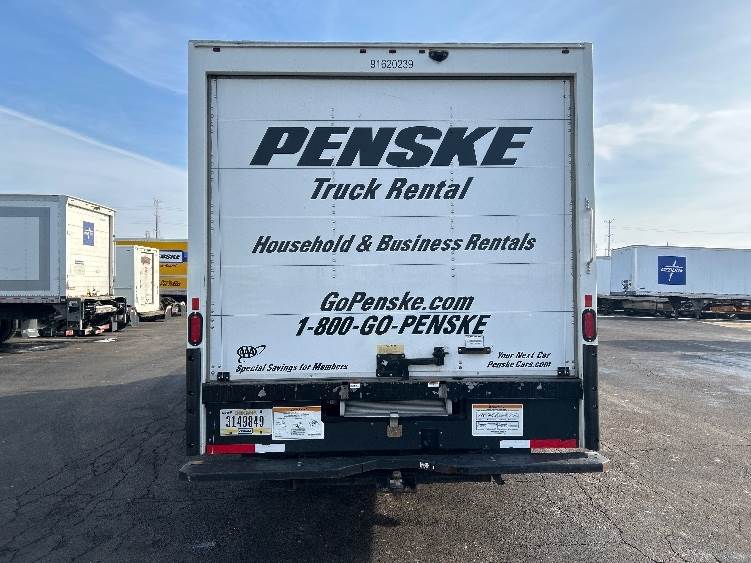 91620239
PENSKE
Truck Rental
Household & Business Rentals
GoPenske.com
1-800-GO-PENSKE
AAA
Special Savings for Members
Your Next Car
PenskeCars.com
3149849
PENSKE